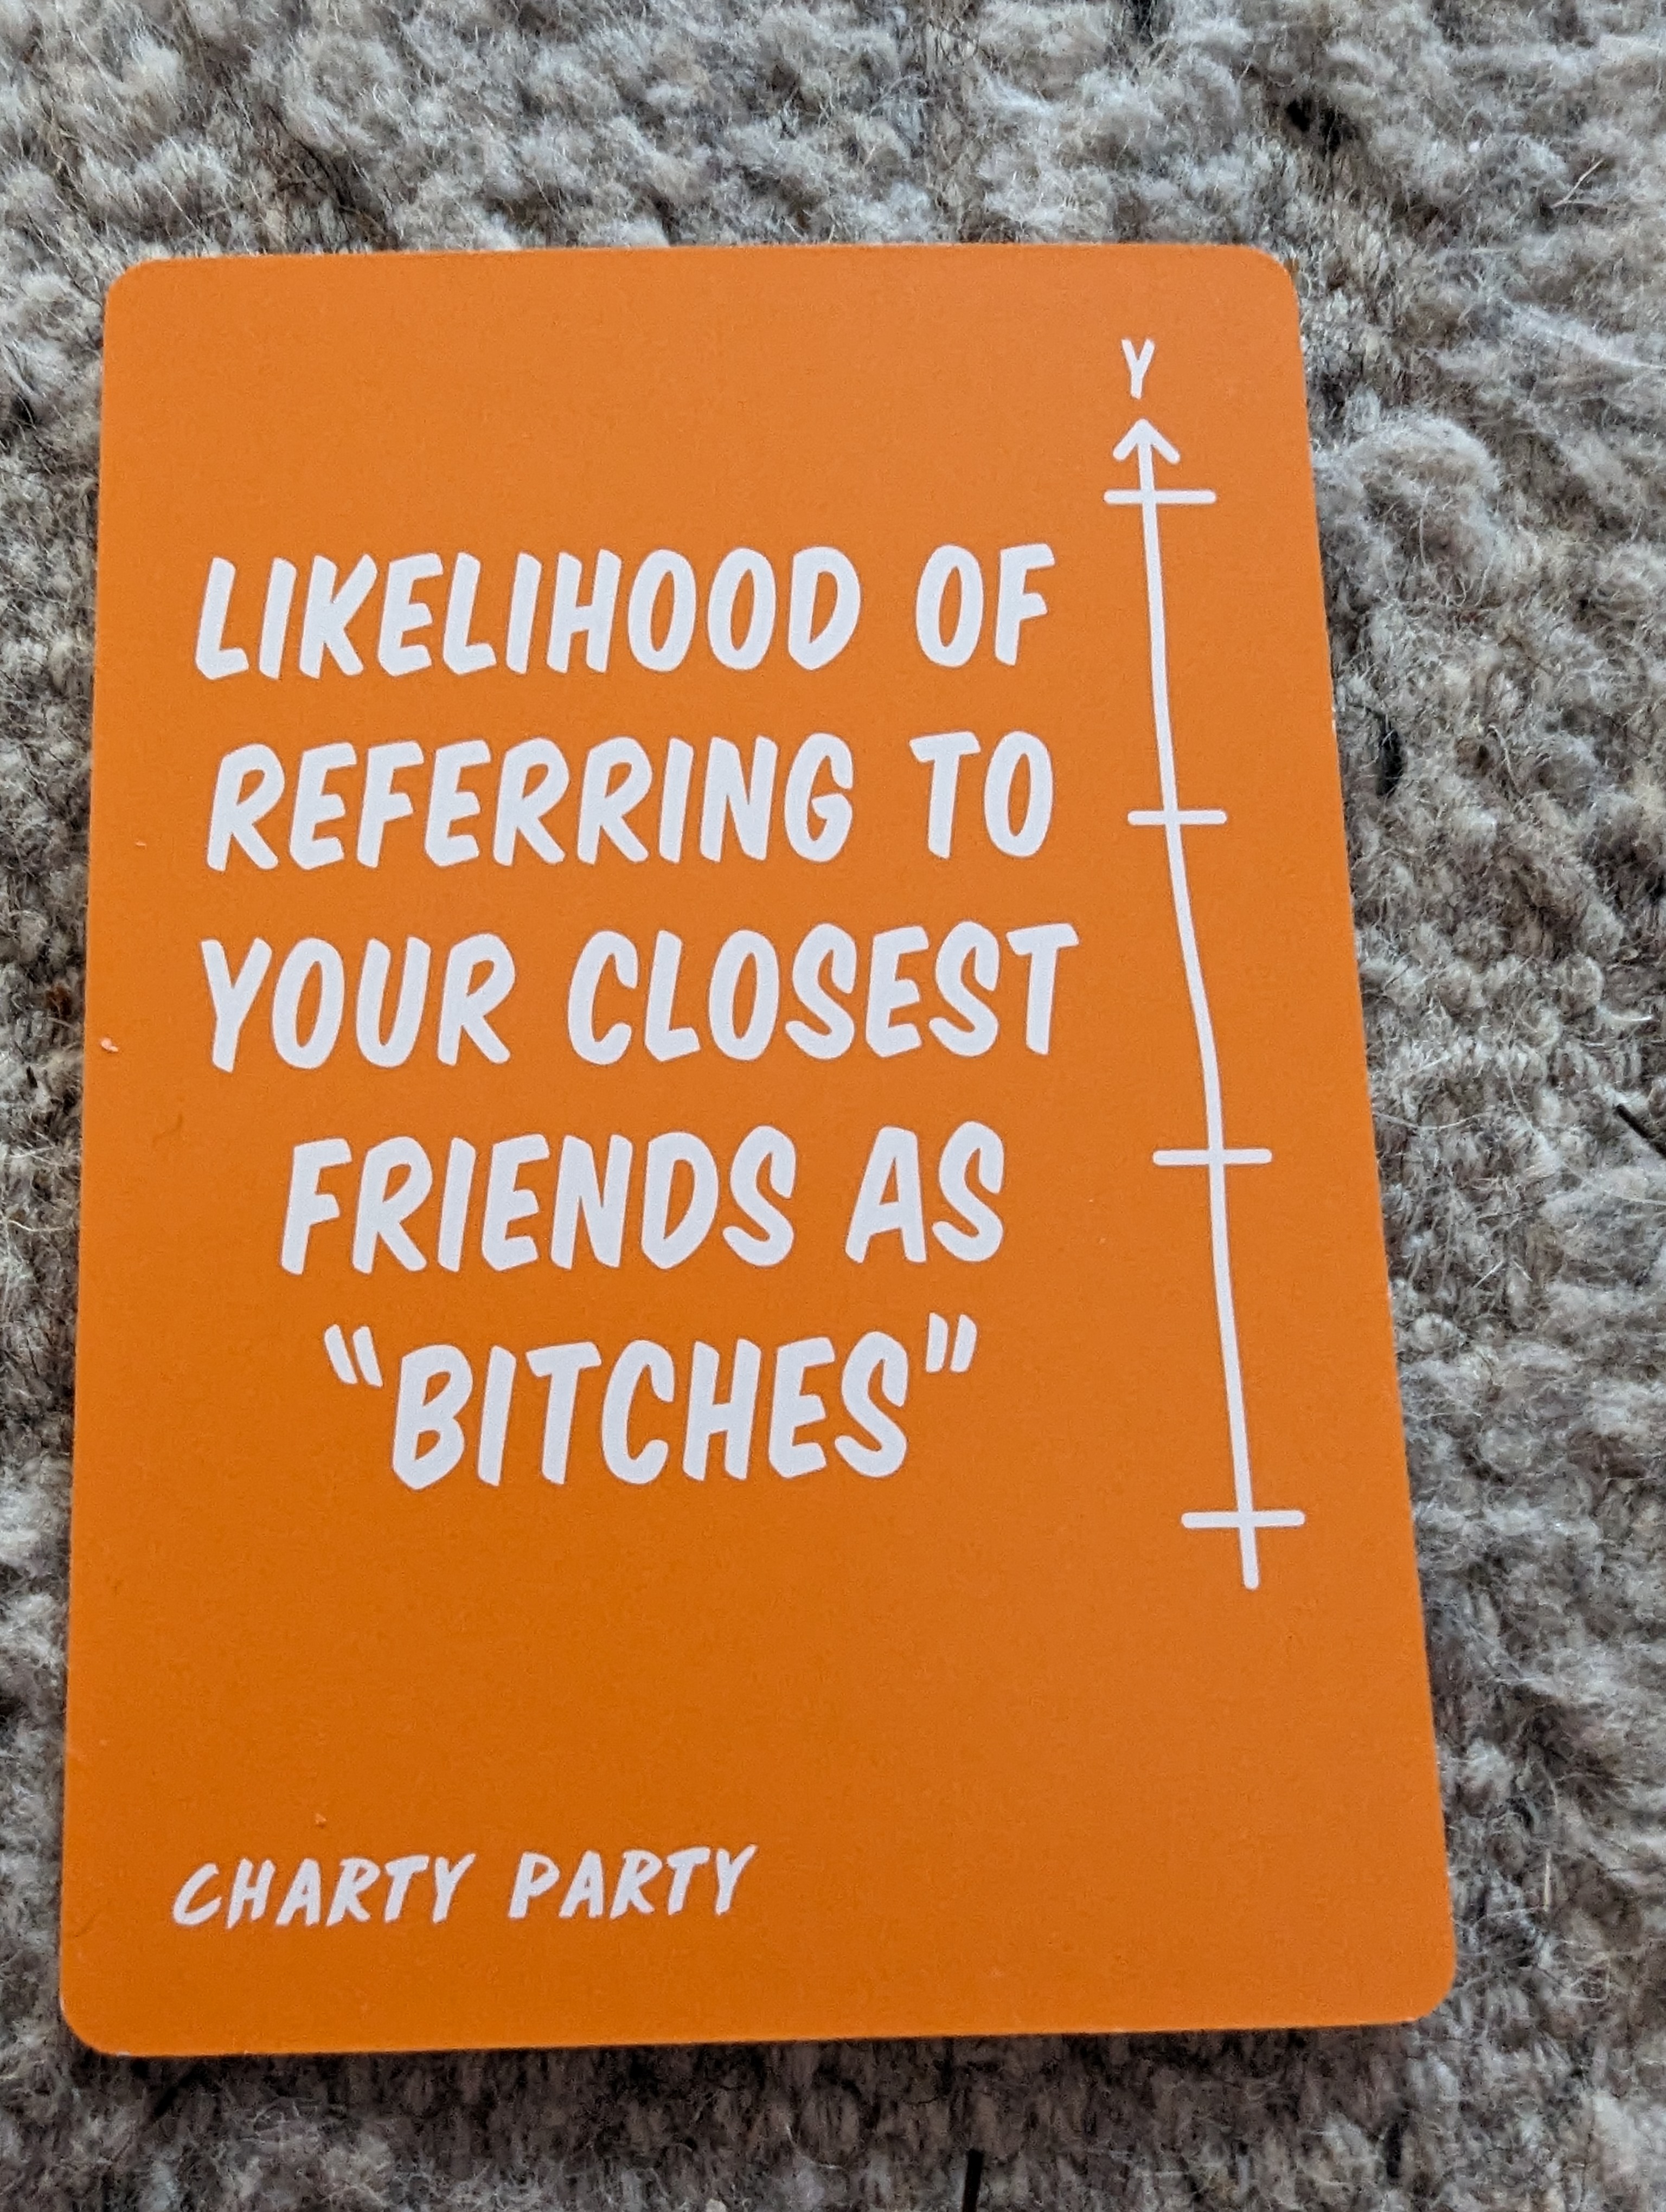 Y
LIKELIHOOD OF
REFERRING TO
YOUR CLOSEST
FRIENDS AS
"BITCHES"
CHARTY PARTY